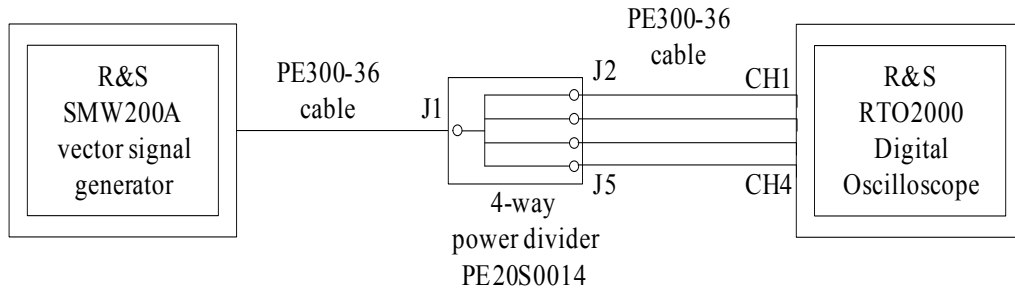 R&S
SMW200A
vector signal
generator
PE300-36
cable
J1
J2
J5
4-way
power divider
PE20S0014
PE300-36
cable
CH1
CH4
R&S
RTO2000
Digital
Oscilloscope